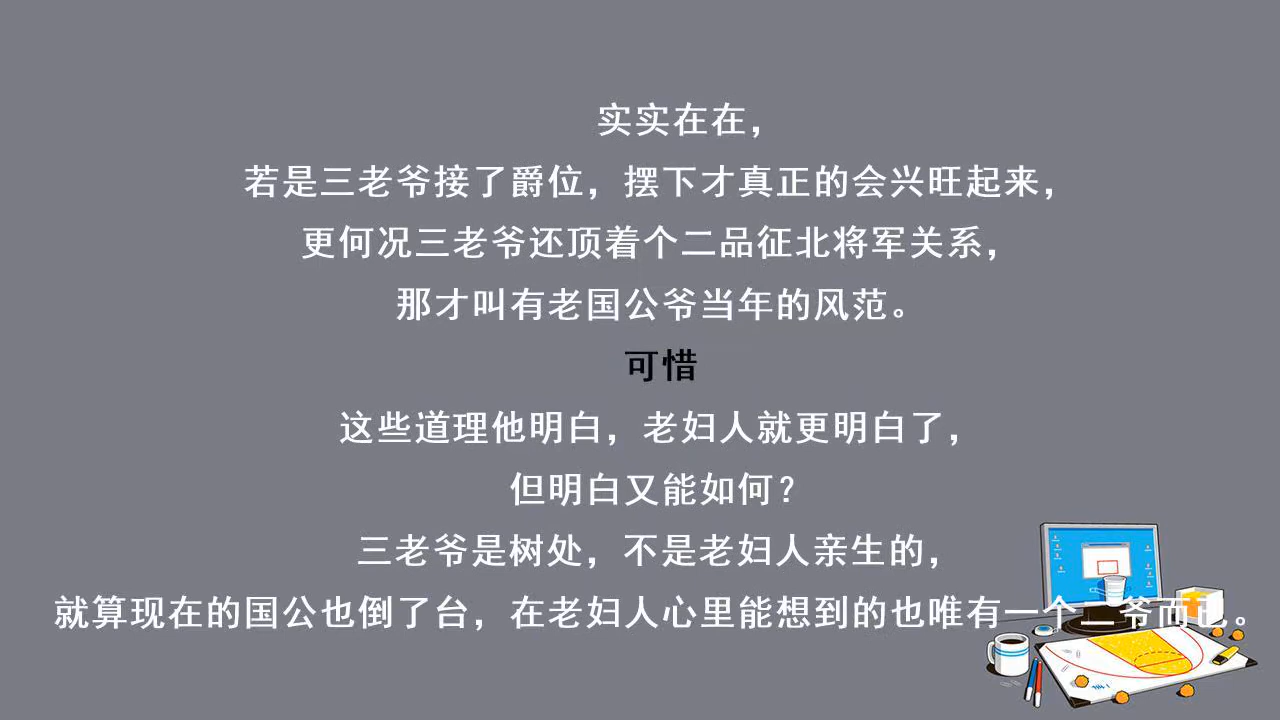 实实在在，
若是三老爷接了爵位，摆下才真正的会兴旺起来，
更何况三老爷还顶着个二品征北将军关系，
那才叫有老国公爷当年的风范。
可惜
这些道理他明白，老妇人就更明白了，
但明白又能如何？
三老爷是树处，不是老妇人亲生的，
就算现在的国公也倒了台，在老妇人心里能想到的也唯有一个二爷而已。